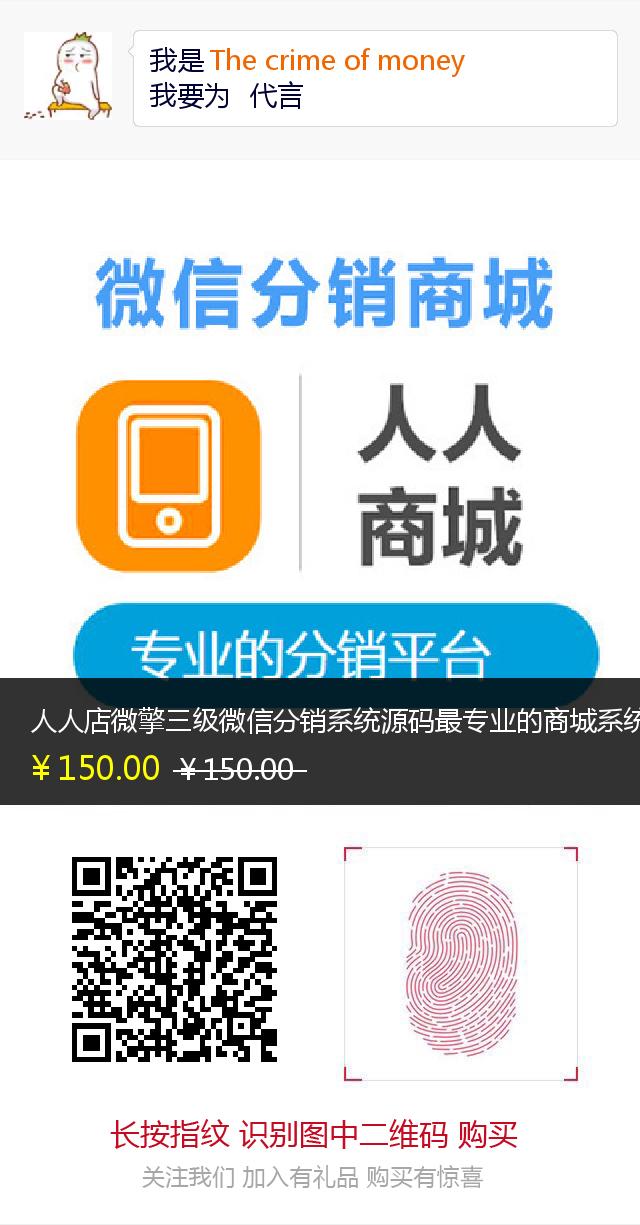 我是 The crime of money
我要为 代言
微信分销商城
人人
商城
专业的分销平台
人人店微擎三级微信分销系统源码最专业的商城系统
￥150.00 ￥150.00
长按指纹 识别图中二维码 购买
关注我们 加入有礼品 购买有惊喜